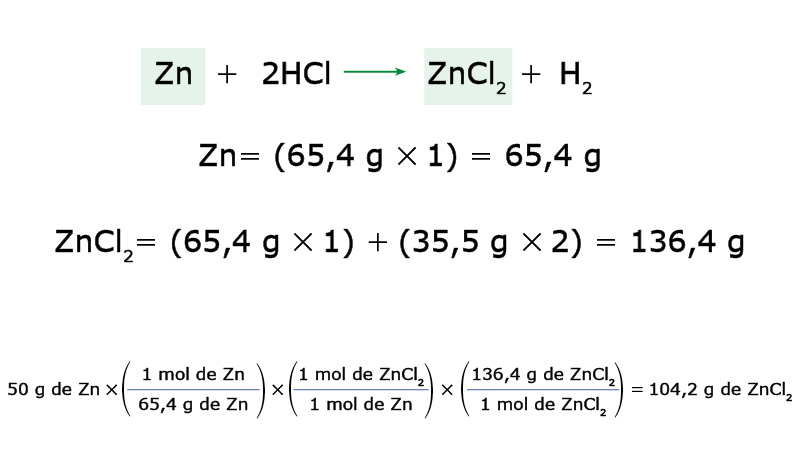 Zn + 2HCl ⟶ ZnCl₂ + H₂
Zn= (65,4 g × 1) = 65,4 g
ZnCl₂= (65,4 g × 1) + (35,5 g × 2) = 136,4 g
50 g de Zn × (1 mol de Zn / 65,4 g de Zn) × (1 mol de ZnCl₂ / 1 mol de Zn) × (136,4 g de ZnCl₂ / 1 mol de ZnCl₂) = 104,2 g de ZnCl₂